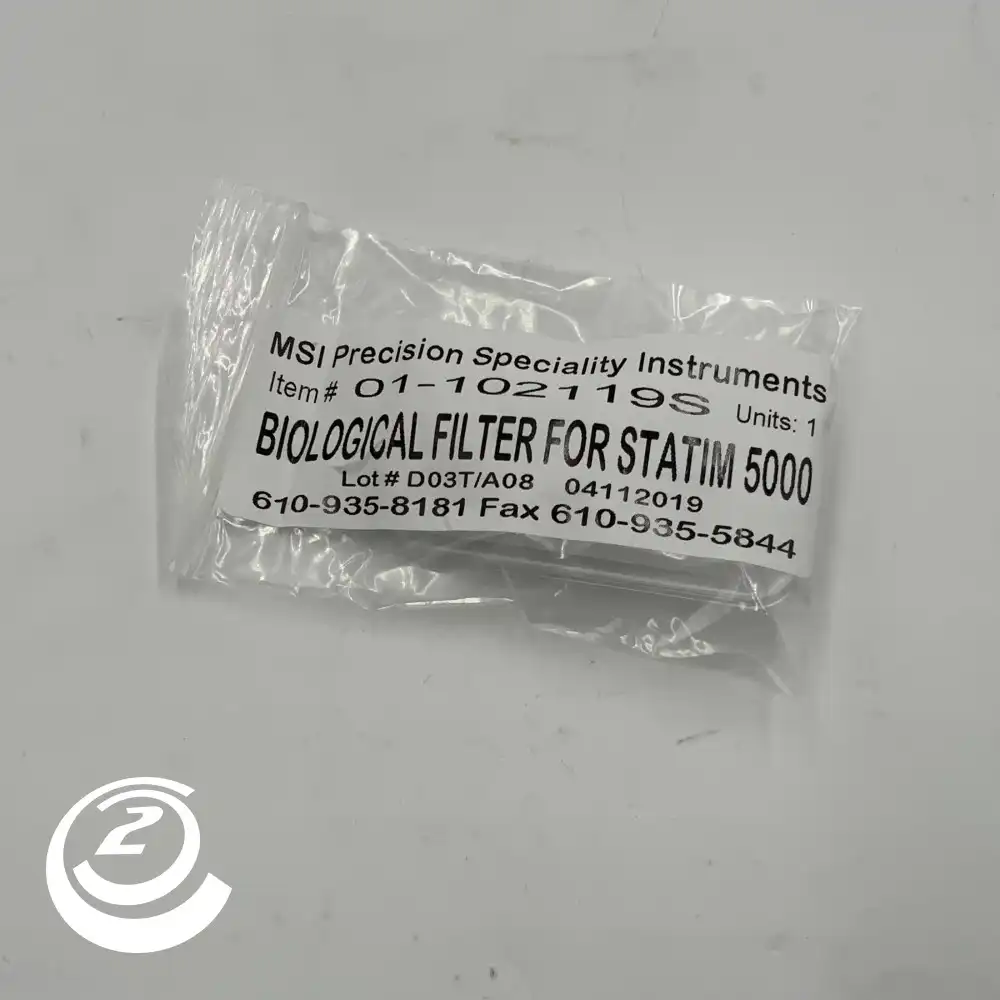 MSI Precision Speciality Instruments
Item# 01-102119S Units: 1
BIOLOGICAL FILTER FOR STATIM 5000
Lot# D03T/A08 04112019
610-935-8181 Fax 610-935-5844
2